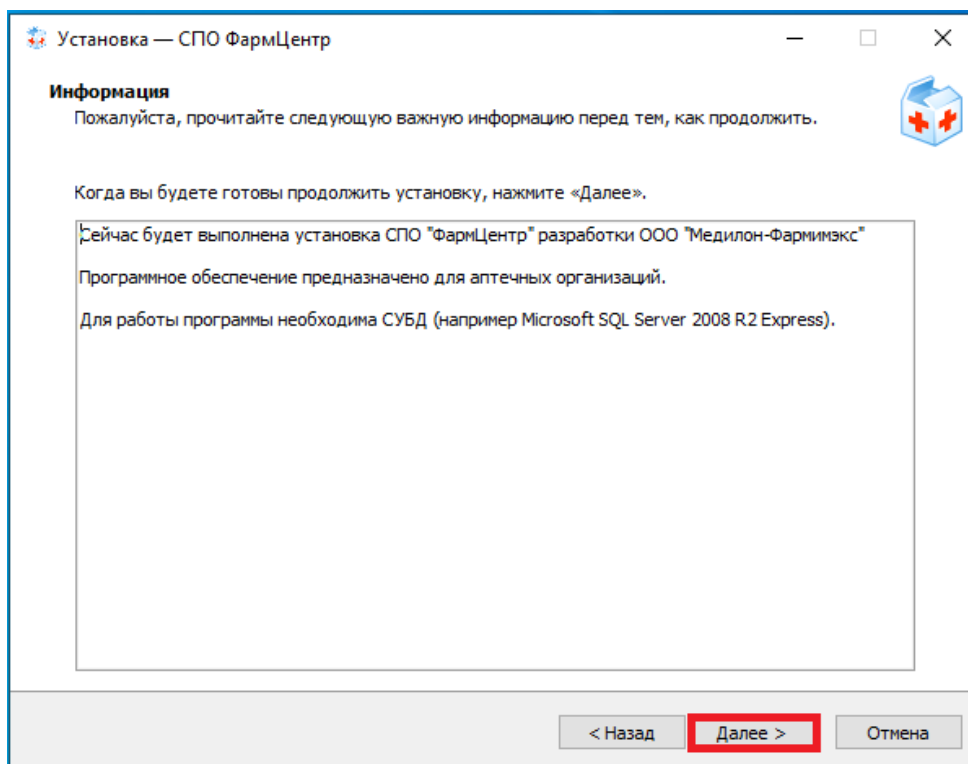 Установка — СПО ФармЦентр
Информация
Пожалуйста, прочитайте следующую важную информацию перед тем, как продолжить.
Когда вы будете готовы продолжить установку, нажмите «Далее».
Сейчас будет выполнена установка СПО "ФармЦентр" разработки ООО "Медилон-Фармимэкс"
Программное обеспечение предназначено для аптечных организаций.
Для работы программы необходима СУБД (например Microsoft SQL Server 2008 R2 Express).
< Назад
Далее >
Отмена